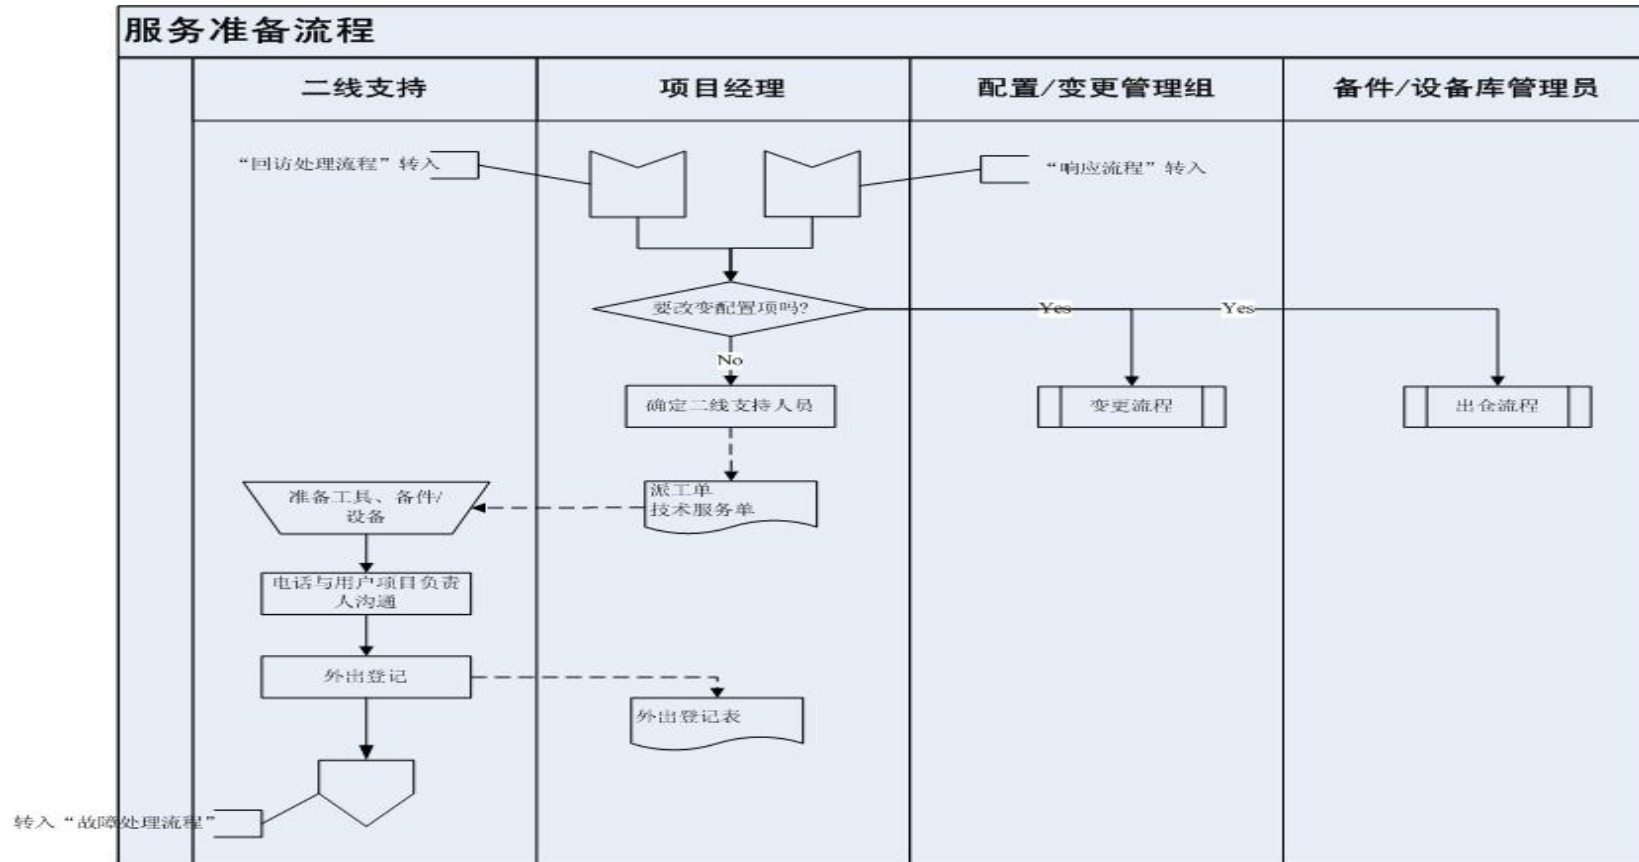 服务准备流程
二线支持
项目经理
配置/变更管理组
备件/设备库管理员
“回访处理流程”转入
“响应流程”转入
要改变配置项吗?
Yes
Yes
No
确定二线支持人员
变更流程
出仓流程
派工单
技术服务单
准备工具、备件/
设备
电话与用户项目负责
人沟通
外出登记
外出登记表
转入“故障处理流程”